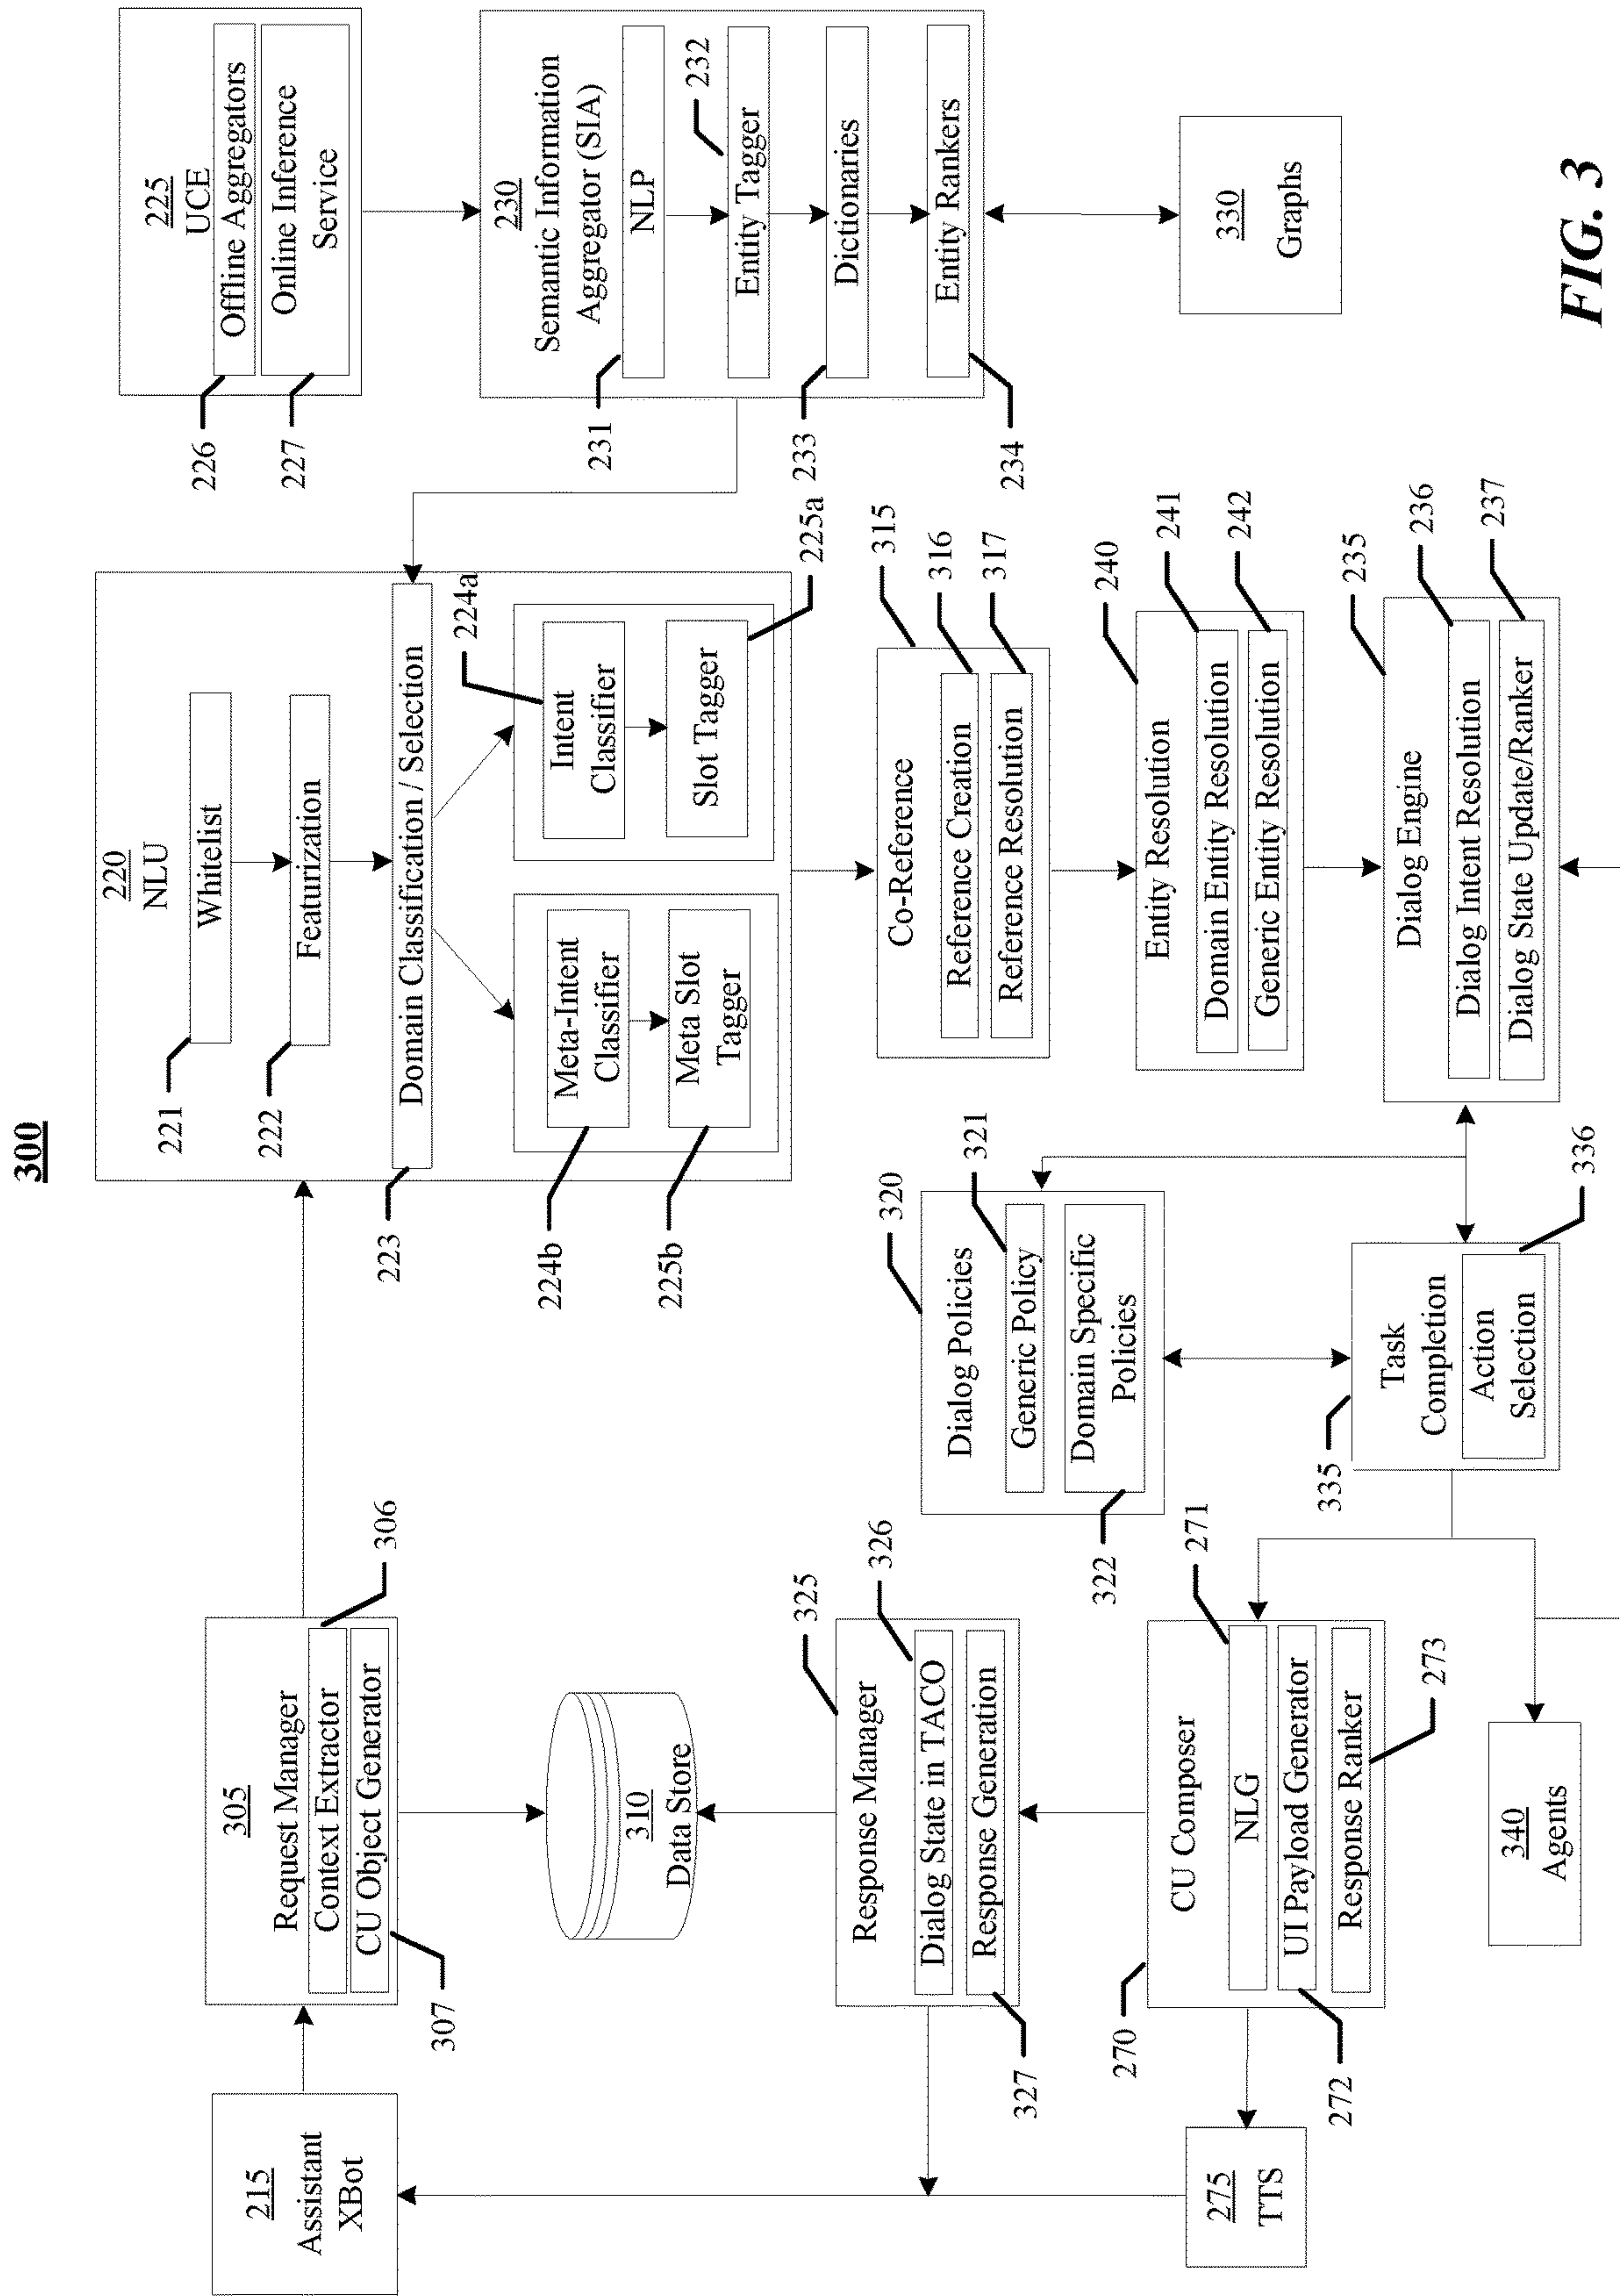 300
215
Assistant
XBot
305
Request Manager
Context Extractor
CU Object Generator
306
307
310
Data Store
220
NLU
Whitelist
221
Featurization
222
Domain Classification / Selection
223
Meta-Intent
Classifier
224b
Meta Slot
Tagger
225b
Intent
Classifier
224a
Slot Tagger
225a
225
UCE
Offline Aggregators
226
Online Inference
Service
227
230
Semantic Information
Aggregator (SIA)
NLP
231
Entity Tagger
232
Dictionaries
233
Entity Rankers
234
330
Graphs
Co-Reference
315
Reference Creation
316
Reference Resolution
317
Entity Resolution
240
Domain Entity Resolution
241
Generic Entity Resolution
242
Dialog Engine
235
Dialog Intent Resolution
236
Dialog State Update/Ranker
237
Dialog Policies
320
Generic Policy
321
Domain Specific
Policies
322
Task
Completion
335
Action
Selection
336
Response Manager
325
Dialog State in TACO
326
Response Generation
327
CU Composer
270
NLG
271
UI Payload Generator
272
Response Ranker
273
275
TTS
340
Agents
FIG. 3